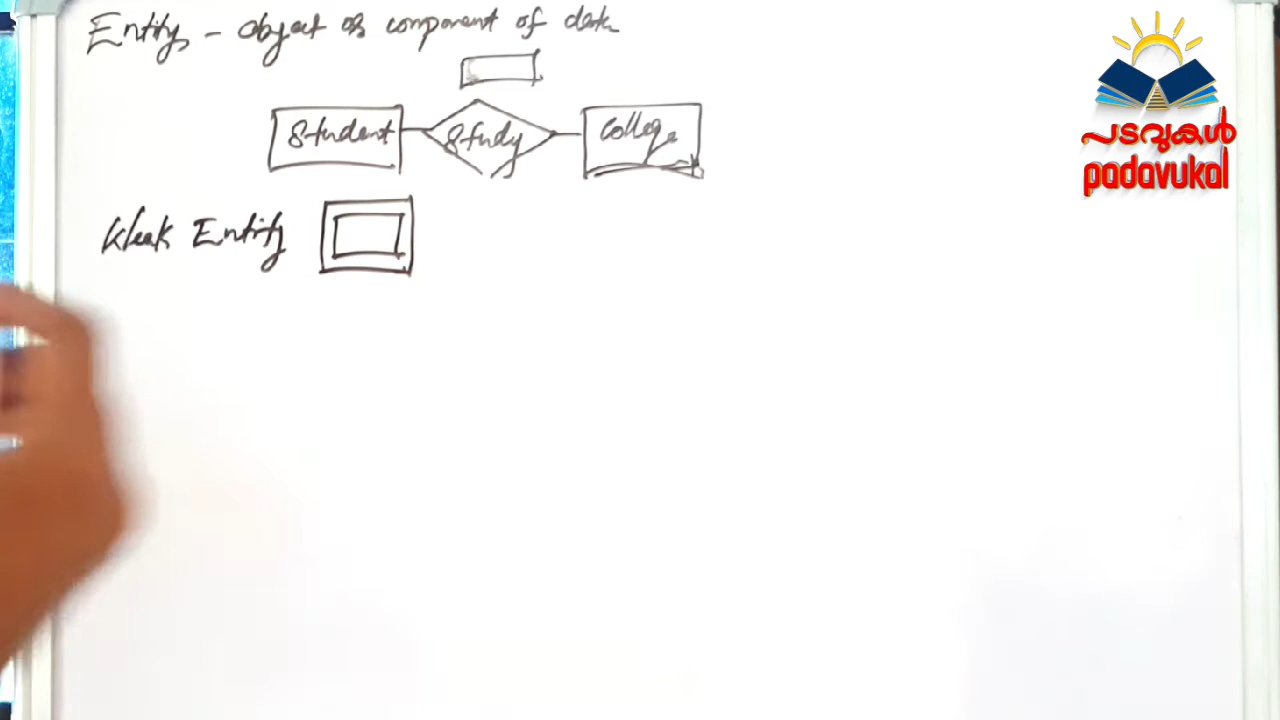 Entity - object or component of data
Student Study College
Weak Entity
പടവുകൾ
padavukal